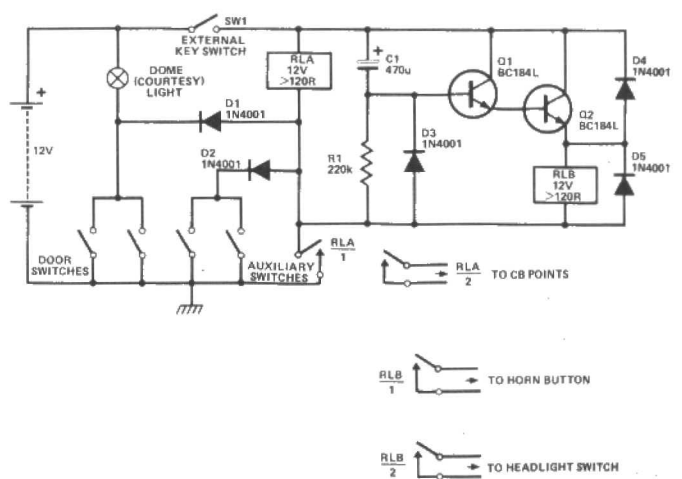 SW1
EXTERNAL
KEY SWITCH
+
DOME
(COURTESY)
LIGHT
RLA
12V
>120R
+
C1
470u
Q1
BC184L
D4
1N4001
Q2
BC184L
+
12V
D1
1N4001
D2
1N4001
R1
220k
D3
1N4001
RLB
12V
>120R
D5
1N4001
DOOR
SWITCHES
AUXILIARY
SWITCHES
RLA
1
RLA
2
TO CB POINTS
RLB
1
TO HORN BUTTON
RLB
2
TO HEADLIGHT SWITCH